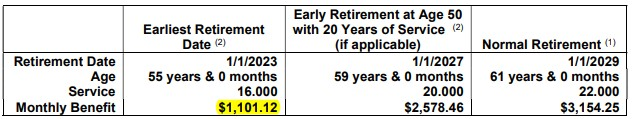 Earliest Retirement Date (2) | Early Retirement at Age 50 with 20 Years of Service (2) (if applicable) | Normal Retirement (1)
Retirement Date | 1/1/2023 | 1/1/2027 | 1/1/2029
Age | 55 years & 0 months | 59 years & 0 months | 61 years & 0 months
Service | 16.000 | 20.000 | 22.000
Monthly Benefit | $1,101.12 | $2,578.46 | $3,154.25